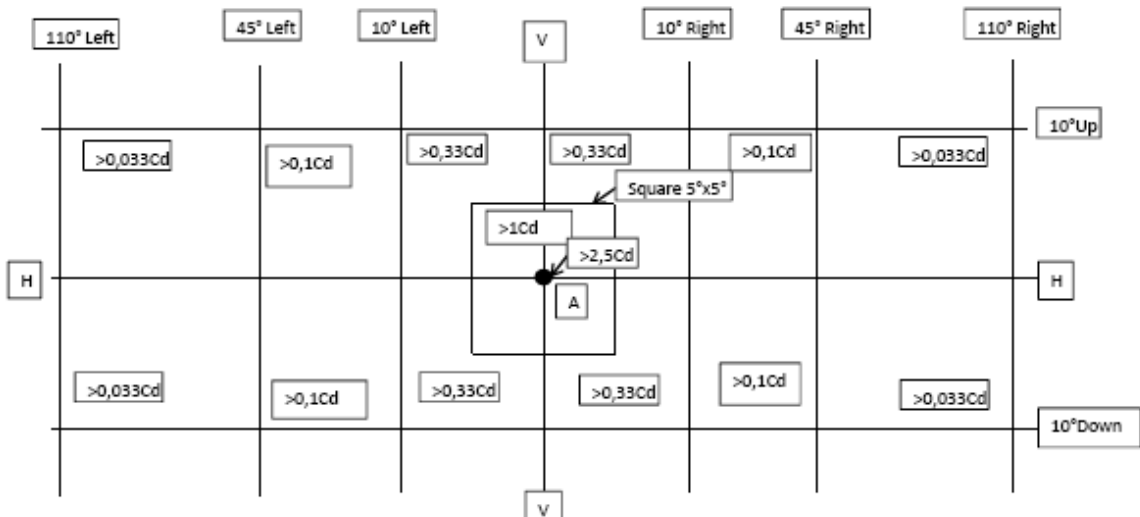 110° Left
45° Left
10° Left
V
10° Right
45° Right
110° Right
10°Up
>0,033Cd
>0,1Cd
>0,33Cd
>0,33Cd
>0,1Cd
>0,033Cd
Square 5°x5°
>1Cd
>2,5Cd
H
A
H
>0,033Cd
>0,1Cd
>0,33Cd
>0,33Cd
>0,1Cd
>0,033Cd
10°Down
V